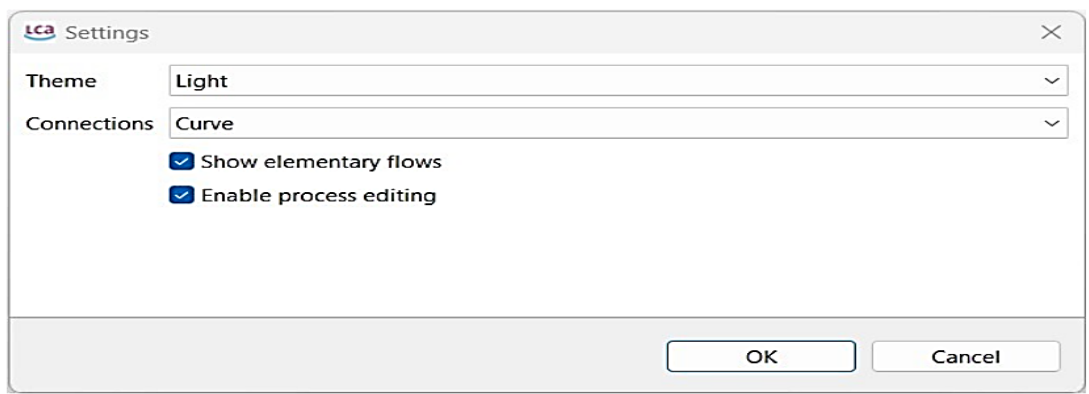 LCA Settings
Theme Light
Connections Curve
Show elementary flows
Enable process editing
OK Cancel